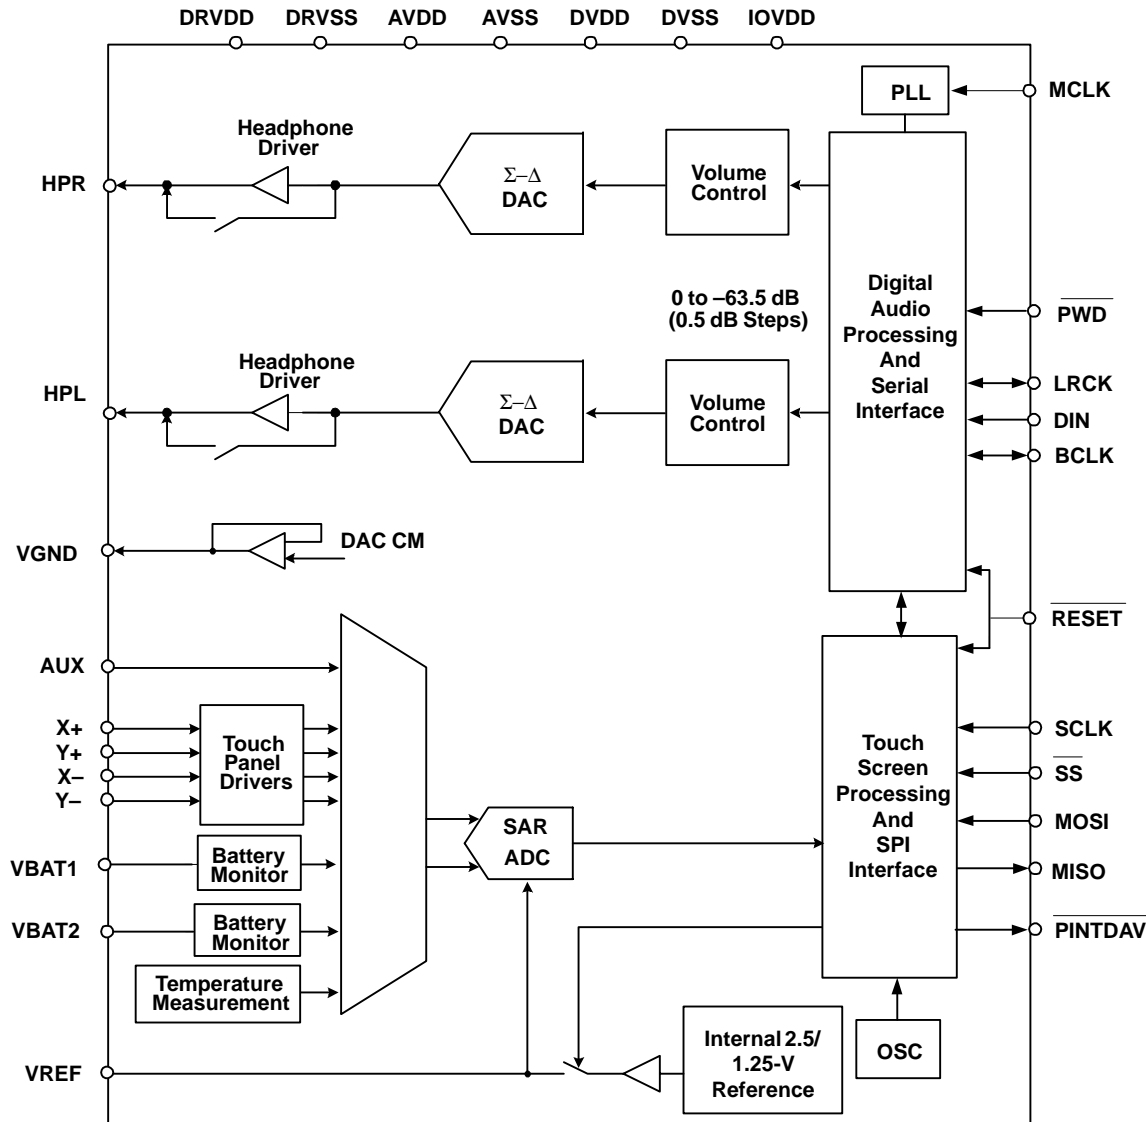 DRVDD DRVSS AVDD AVSS DVDD DVSS IOVDD
PLL
MCLK
Headphone
Driver
HPR
Σ–Δ
DAC
Volume
Control
0 to –63.5 dB
(0.5 dB Steps)
Digital
Audio
Processing
And
Serial
Interface
PWD
LRCK
DIN
BCLK
Headphone
Driver
HPL
Σ–Δ
DAC
Volume
Control
VGND
DAC CM
RESET
AUX
X+
Y+
X–
Y–
Touch
Panel
Drivers
VBAT1
Battery
Monitor
VBAT2
Battery
Monitor
Temperature
Measurement
SAR
ADC
Touch
Screen
Processing
And
SPI
Interface
SCLK
SS
MOSI
MISO
PINTDAV
VREF
Internal 2.5/
1.25-V
Reference
OSC